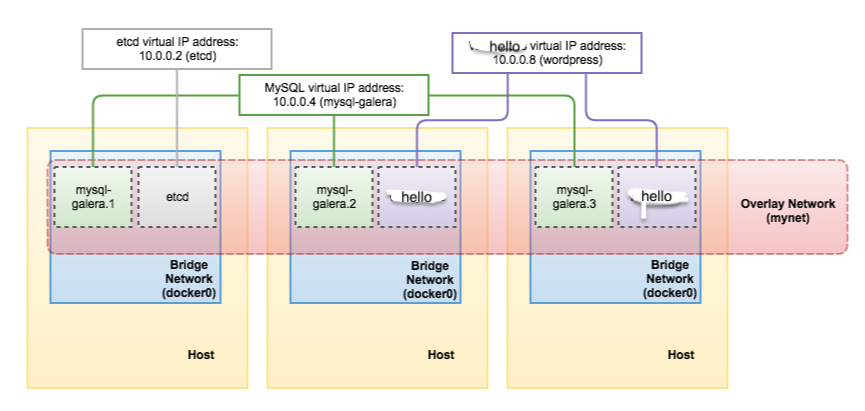 etcd virtual IP address:
10.0.0.2 (etcd)
hello virtual IP address:
10.0.0.8 (wordpress)
MySQL virtual IP address:
10.0.0.4 (mysql-galera)
mysql-
galera.1
etcd
mysql-
galera.2
hello
mysql-
galera.3
hello
Overlay Network
(mynet)
Bridge
Network
(docker0)
Bridge
Network
(docker0)
Bridge
Network
(docker0)
Host
Host
Host